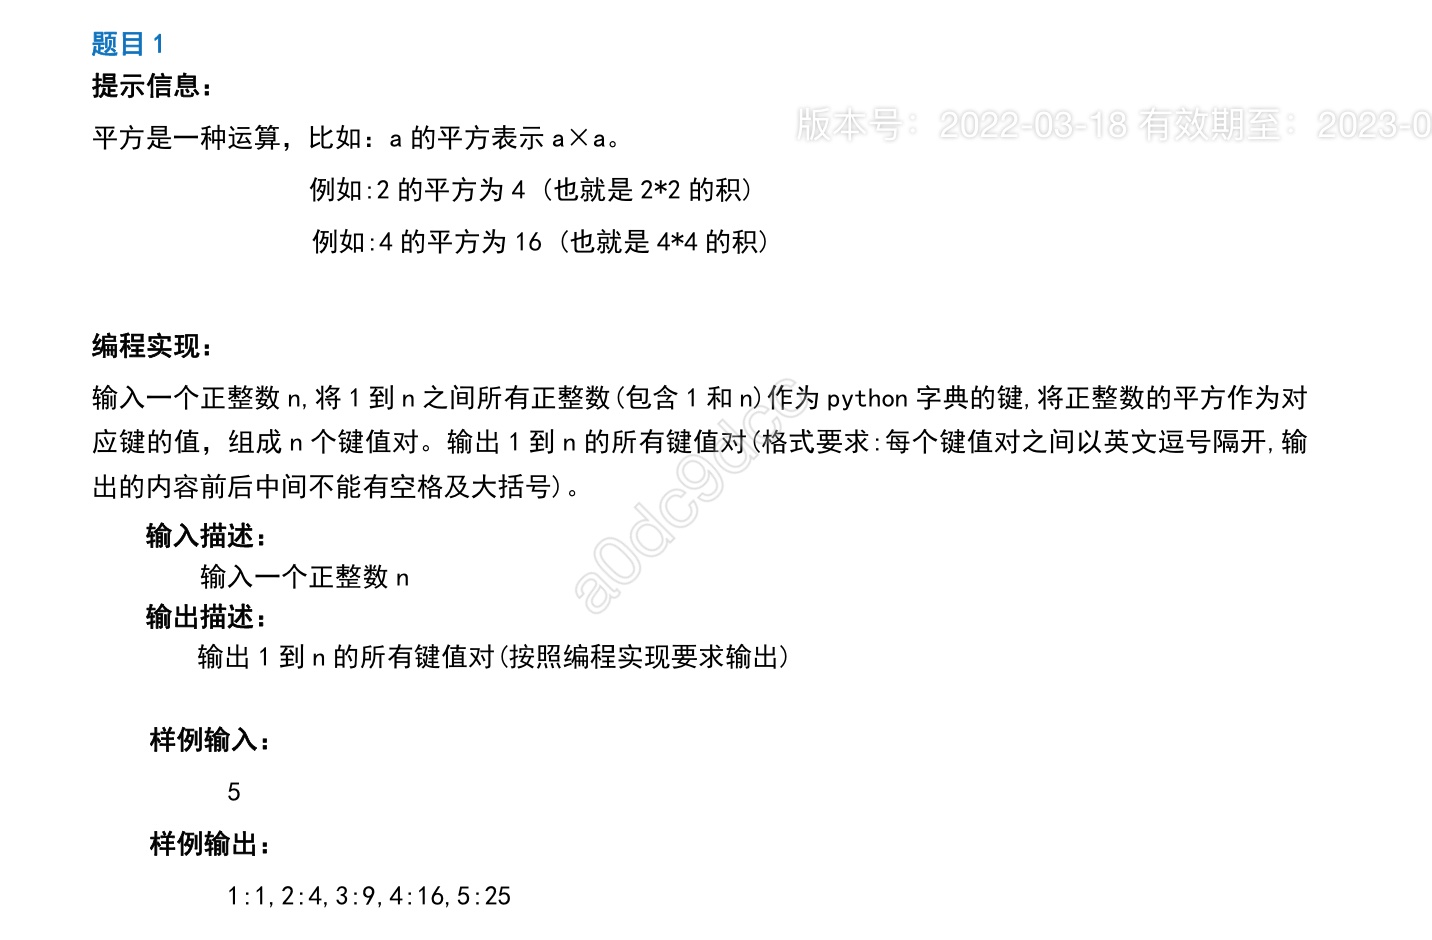 题目 1
提示信息：
版本号：2022-03-18 有效期至：2023-0
平方是一种运算，比如：a 的平方表示 a×a。
例如:2 的平方为 4 (也就是 2*2 的积)
例如:4 的平方为 16 (也就是 4*4 的积)
编程实现：
输入一个正整数 n,将 1 到 n 之间所有正整数(包含 1 和 n)作为 python 字典的键,将正整数的平方作为对
应键的值，组成 n 个键值对。输出 1 到 n 的所有键值对(格式要求:每个键值对之间以英文逗号隔开,输
出的内容前后中间不能有空格及大括号)。
a0dc9dcc
输入描述：
输入一个正整数 n
输出描述：
输出 1 到 n 的所有键值对(按照编程实现要求输出)
样例输入：
5
样例输出：
1:1,2:4,3:9,4:16,5:25